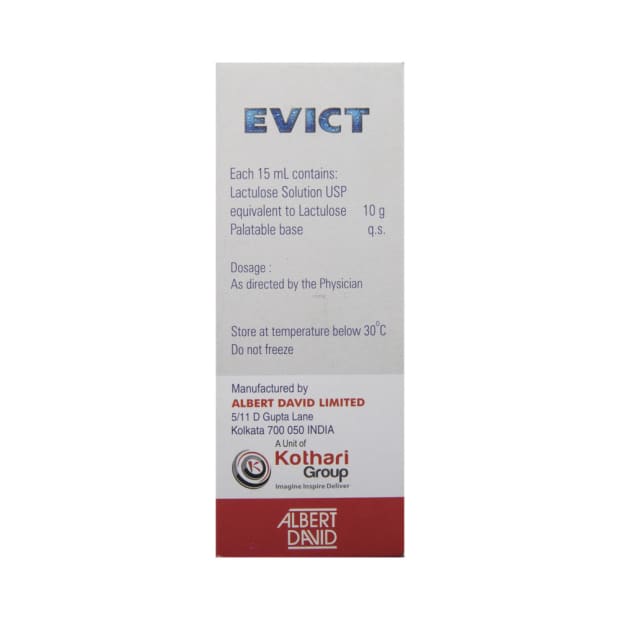 EVICT
Each 15 mL contains:
Lactulose Solution USP
equivalent to Lactulose 10 g
Palatable base q.s.
Dosage :
As directed by the Physician
Store at temperature below 30°C
Do not freeze
Manufactured by
ALBERT DAVID LIMITED
5/11 D Gupta Lane
Kolkata 700 050 INDIA
A Unit of
Kothari
Group
Imagine Inspire Deliver
ALBERT
DAVID